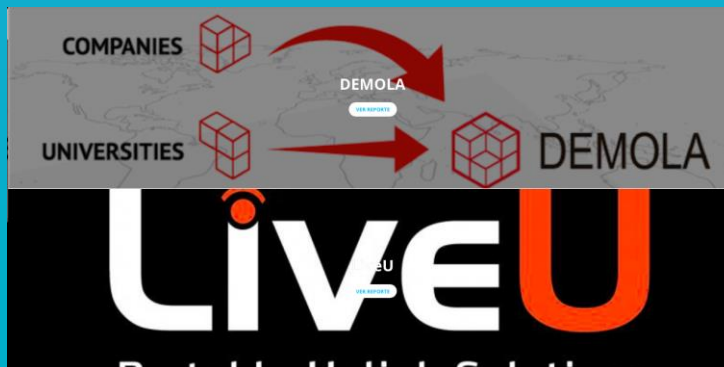 COMPANIES
DEMOLA
VER REPORTE
UNIVERSITIES
DEMOLA
LiveU
VER REPORTE